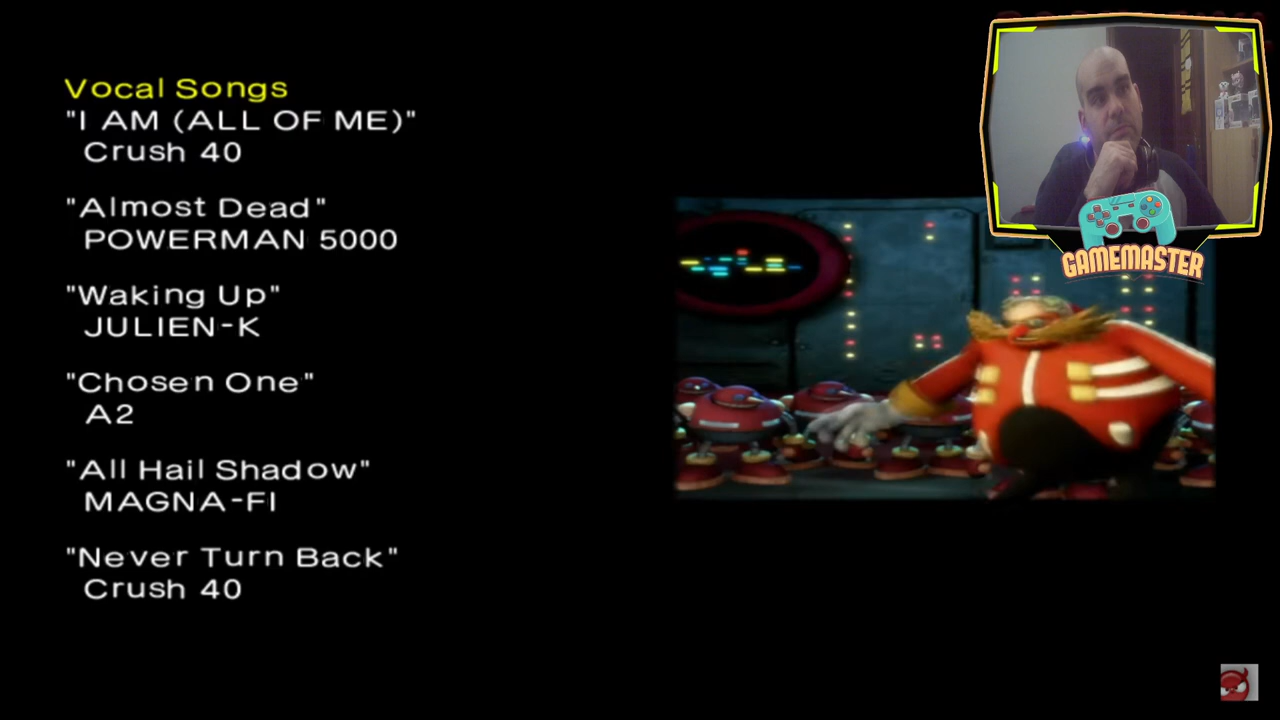 Vocal Songs
"I AM (ALL OF ME)"
Crush 40
"Almost Dead"
POWERMAN 5000
"Waking Up"
JULIEN-K
"Chosen One"
A2
"All Hail Shadow"
MAGNA-FI
"Never Turn Back"
Crush 40
GAMEMASTER